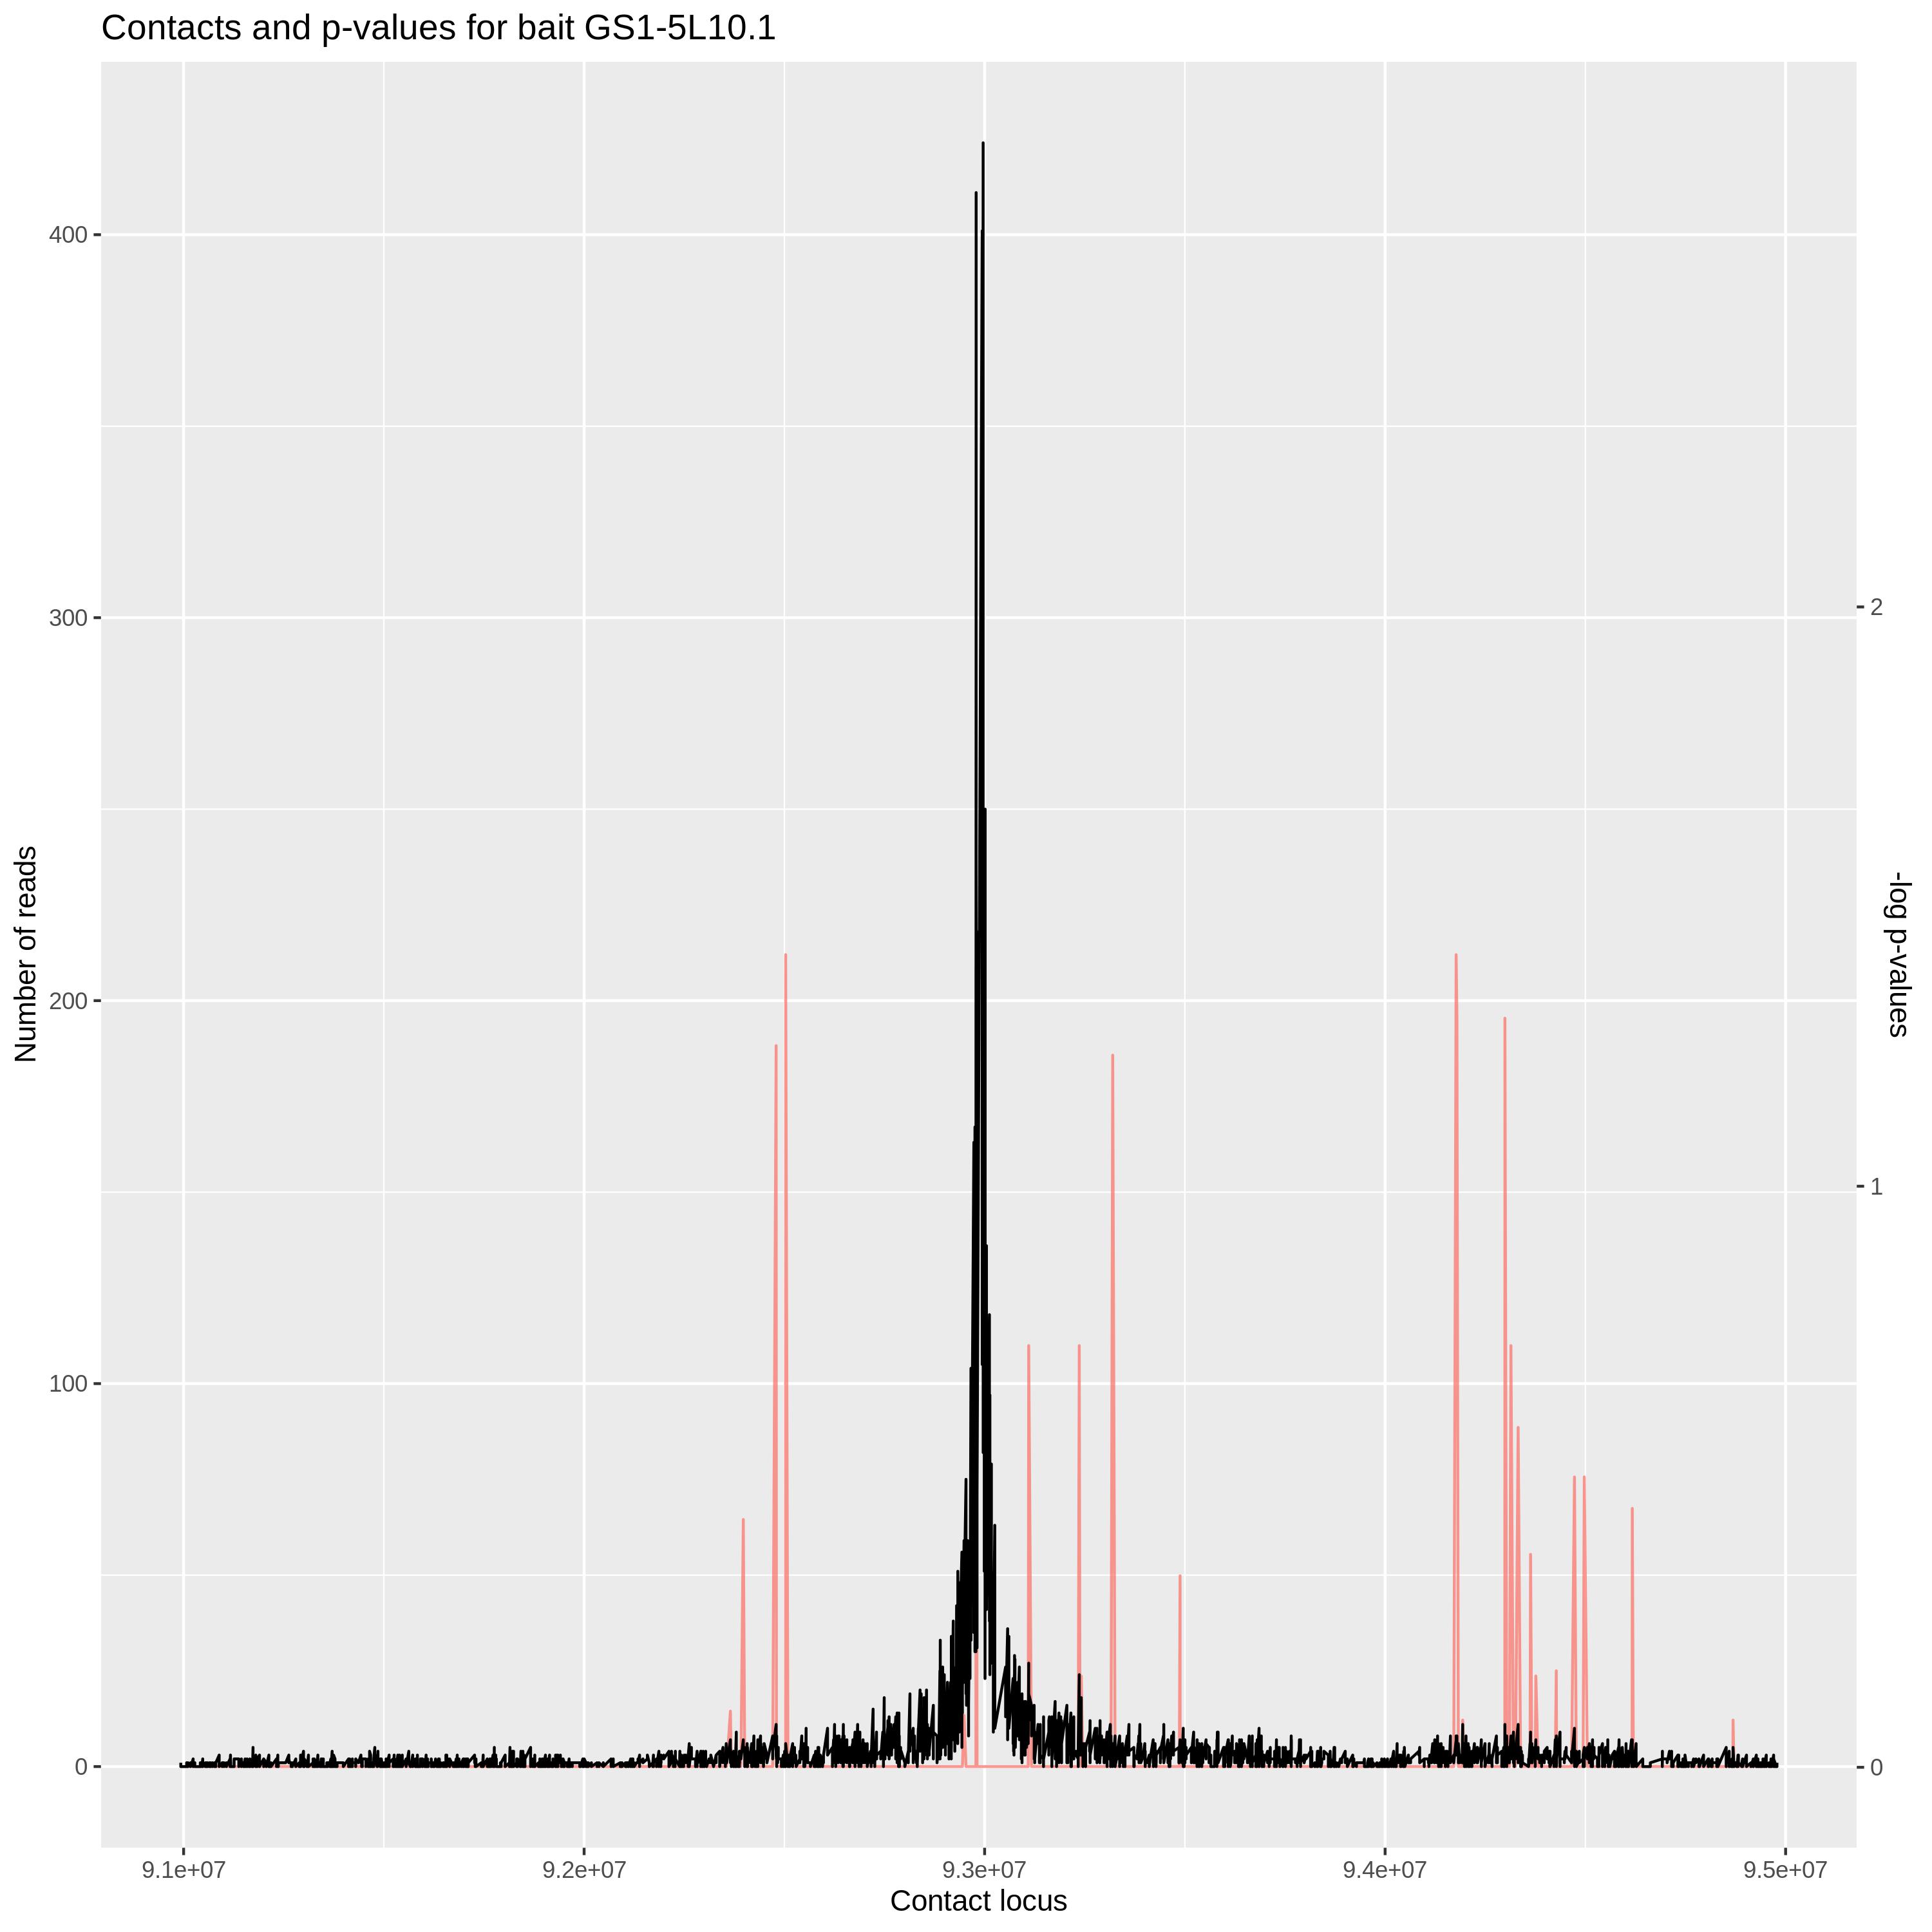 Contacts and p-values for bait GS1-5L10.1
400
300
200
100
0
Number of reads
2
1
0
-log p-values
9.1e+07 9.2e+07 9.3e+07 9.4e+07 9.5e+07
Contact locus